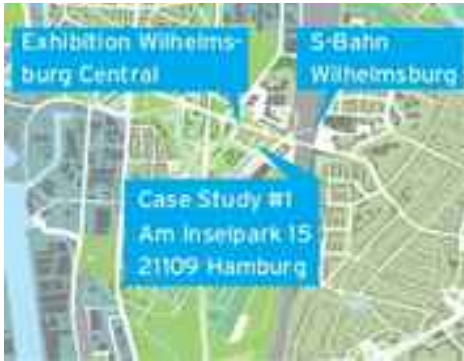 Exhibition Wilhelms-
burg Central
S-Bahn
Wilhelmsburg
Case Study #1
Am Inselpark 15
21109 Hamburg